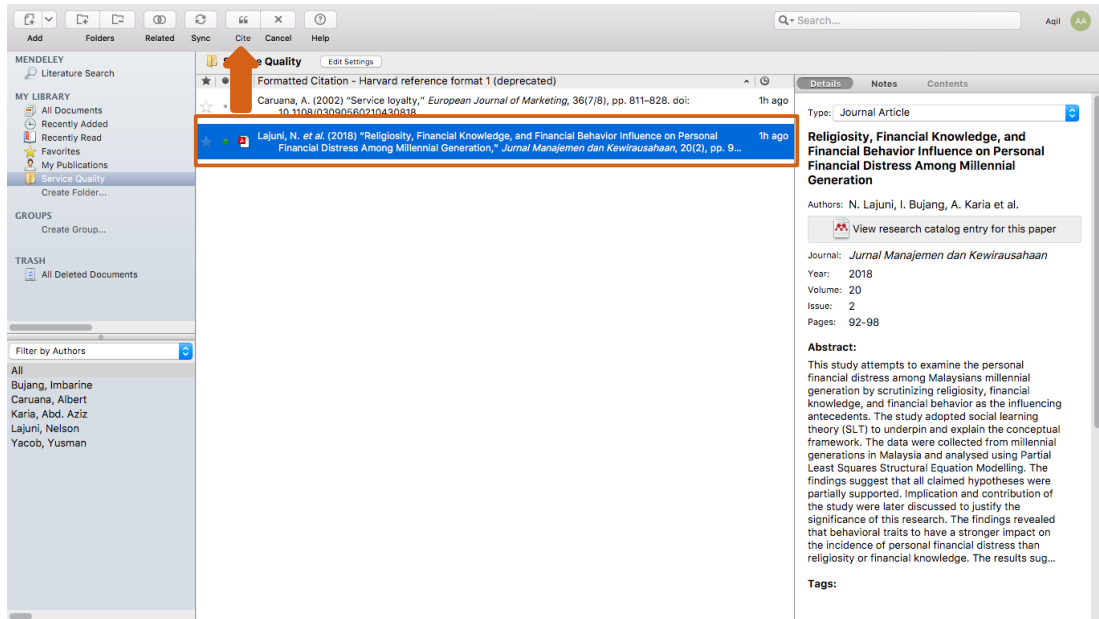 Search...
Aqil
AA
Add
Folders
Related
Sync
Cite
Cancel
Help
MENDELEY
Literature Search
MY LIBRARY
All Documents
Recently Added
Recently Read
Favorites
My Publications
Service Quality
Create Folder...
GROUPS
Create Group...
TRASH
All Deleted Documents
Filter by Authors
All
Bujang, Imbarine
Caruana, Albert
Karia, Abd. Aziz
Lajuni, Nelson
Yacob, Yusman
Quality
Edit Settings
Formatted Citation - Harvard reference format 1 (deprecated)
Caruana, A. (2002) “Service loyalty,” European Journal of Marketing, 36(7/8), pp. 811–828. doi:
10.1108/03090560210430818
1h ago
Lajuni, N. et al. (2018) “Religiosity, Financial Knowledge, and Financial Behavior Influence on Personal
Financial Distress Among Millennial Generation,” Jurnal Manajemen dan Kewirausahaan, 20(2), pp. 9...
1h ago
Details
Notes
Contents
Type: Journal Article
Religiosity, Financial Knowledge, and
Financial Behavior Influence on Personal
Financial Distress Among Millennial
Generation
Authors: N. Lajuni, I. Bujang, A. Karia et al.
View research catalog entry for this paper
Journal: Jurnal Manajemen dan Kewirausahaan
Year: 2018
Volume: 20
Issue: 2
Pages: 92-98
Abstract:
This study attempts to examine the personal
financial distress among Malaysians millennial
generation by scrutinizing religiosity, financial
knowledge, and financial behavior as the influencing
antecedents. The study adopted social learning
theory (SLT) to underpin and explain the conceptual
framework. The data were collected from millennial
generations in Malaysia and analysed using Partial
Least Squares Structural Equation Modelling. The
findings suggest that all claimed hypotheses were
partially supported. Implication and contribution of
the study were later discussed to justify the
significance of this research. The findings revealed
that behavioral traits to have a stronger impact on
the incidence of personal financial distress than
religiosity or financial knowledge. The results sug...
Tags: